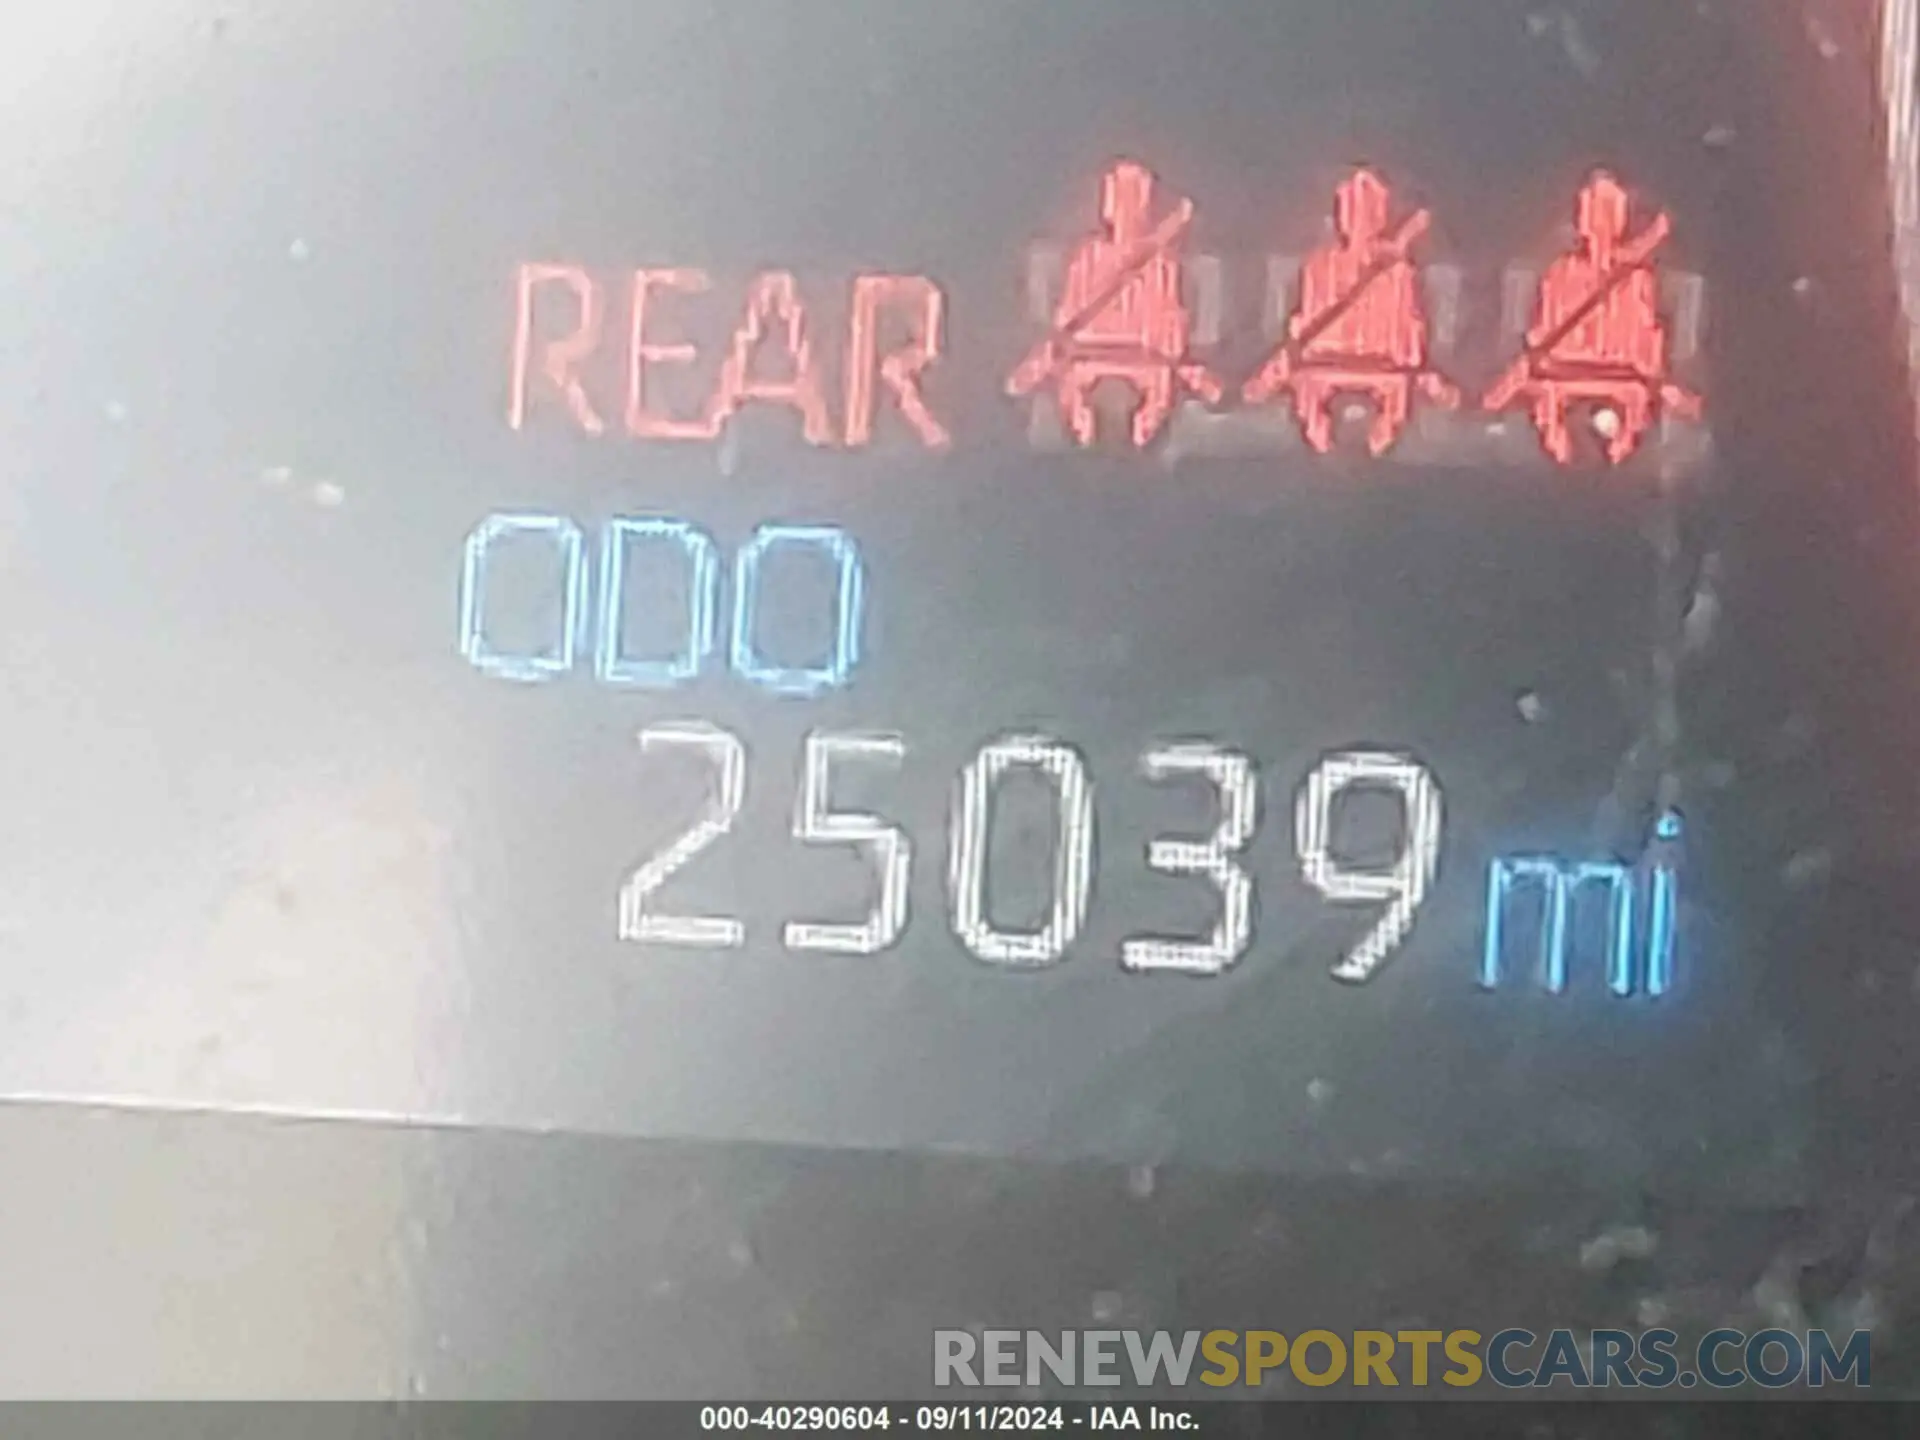 REAR
ODO
25039 mi
RENEWSPORTSCARS.COM
000-40290604 - 09/11/2024 - IAA Inc.